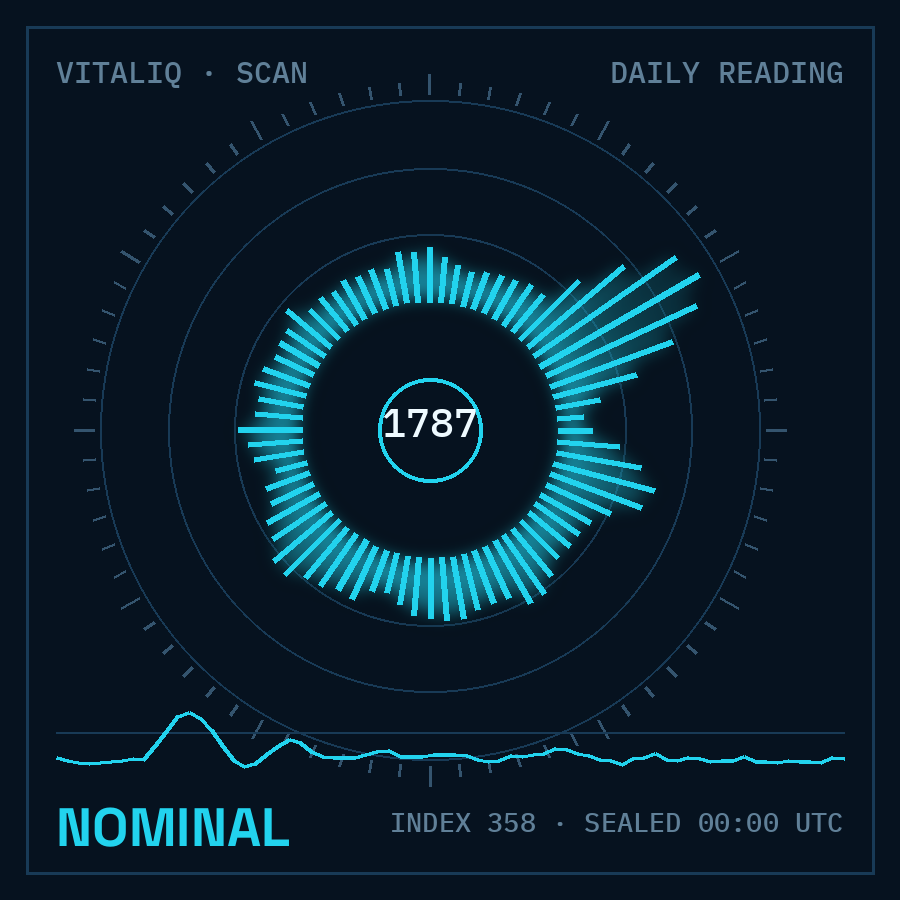 VITALIQ · SCAN
DAILY READING
1787
NOMINAL
INDEX 358 · SEALED 00:00 UTC